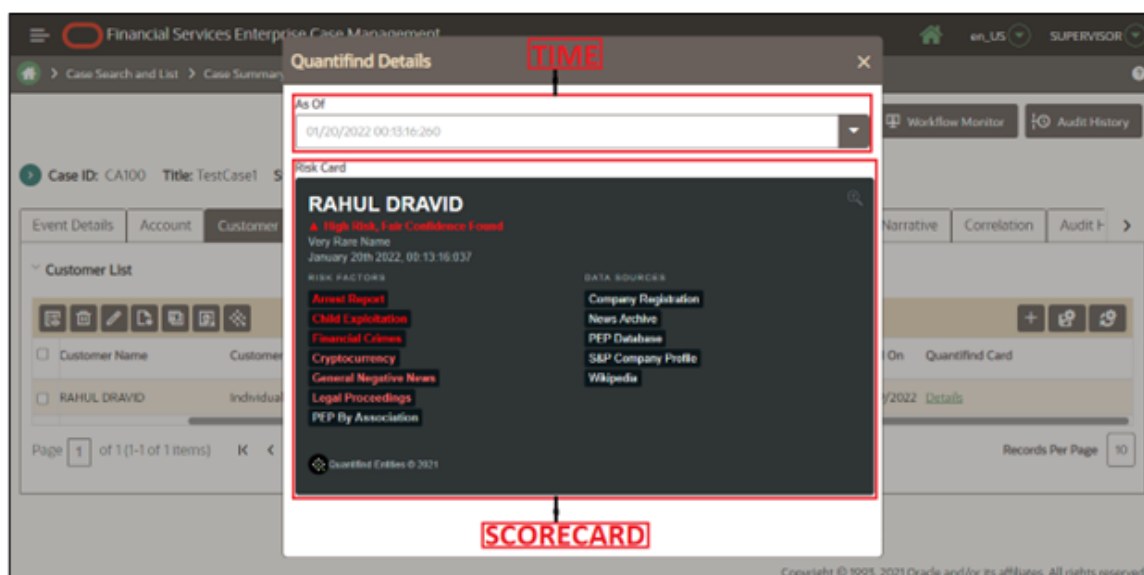 Financial Services Enterprise Case Management
en_US
SUPERVISOR
Case Search and List > Case Summary
Quantifind Details
TIME
×
As Of
01/20/2022 00:13:16:260
Workflow Monitor
Audit History
Case ID: CA100 Title: TestCase1 S
Risk Card
RAHUL DRAVID
High Risk, Fair Confidence Found
Very Rare Name
January 20th 2022, 00:13:16:037
Event Details
Account
Customer
Narrative
Correlation
Audit H
Customer List
RISK FACTORS
Arrest Report
Child Exploitation
Financial Crimes
Cryptocurrency
General Negative News
Legal Proceedings
PEP By Association
DATA SOURCES
Company Registration
News Archive
PEP Database
S&P Company Profile
Wikipedia
Customer Name
Customer
On
Quantifind Card
RAHUL DRAVID
Individual
/2022
Details
Page 1 of 1 (1-1 of 1 items)
Records Per Page 10
Quantifind Entities © 2021
SCORECARD
Copyright © 1993, 2021 Oracle and/or its affiliates. All rights reserved